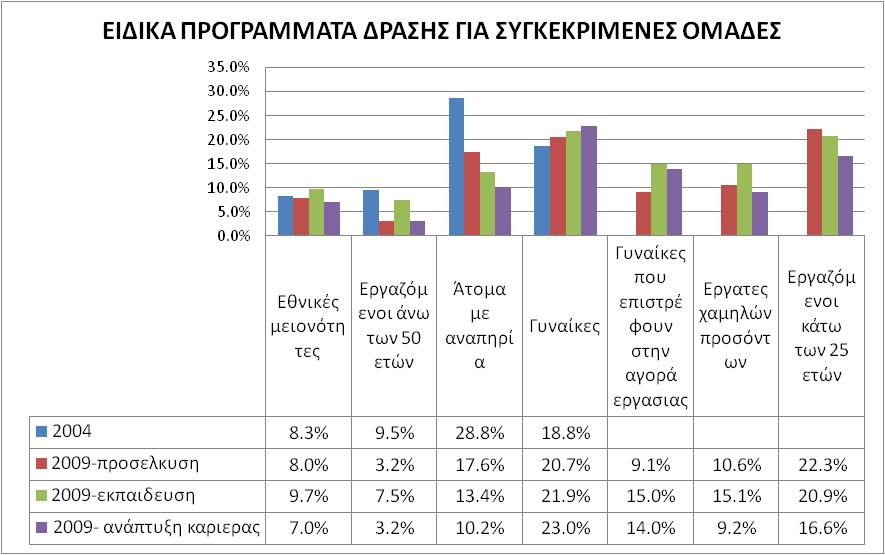 ΕΙΔΙΚΑ ΠΡΟΓΡΑΜΜΑΤΑ ΔΡΑΣΗΣ ΓΙΑ ΣΥΓΚΕΚΡΙΜΕΝΕΣ ΟΜΑΔΕΣ
35.0%
30.0%
25.0%
20.0%
15.0%
10.0%
5.0%
0.0%
Εθνικές
μειονότη
τες
Εργαζόμ
ενοι άνω
των 50
ετών
Άτομα
με
αναπηρί
α
Γυναίκες
Γυναίκες
που
επιστρέ
φουν
στην
αγορά
εργασιας
Εργατες
χαμηλών
προσόντ
ων
Εργαζόμ
ενοι
κάτω
των 25
ετών
2004 8.3% 9.5% 28.8% 18.8%
2009-προσελκυση 8.0% 3.2% 17.6% 20.7% 9.1% 10.6% 22.3%
2009-εκπαιδευση 9.7% 7.5% 13.4% 21.9% 15.0% 15.1% 20.9%
2009- ανάπτυξη καριερας 7.0% 3.2% 10.2% 23.0% 14.0% 9.2% 16.6%